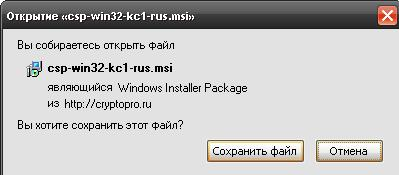 Открытие «csp-win32-kc1-rus.msi»
Вы собираетесь открыть файл
csp-win32-kc1-rus.msi
являющийся Windows Installer Package
из http://cryptopro.ru
Вы хотите сохранить этот файл?
Сохранить файл
Отмена